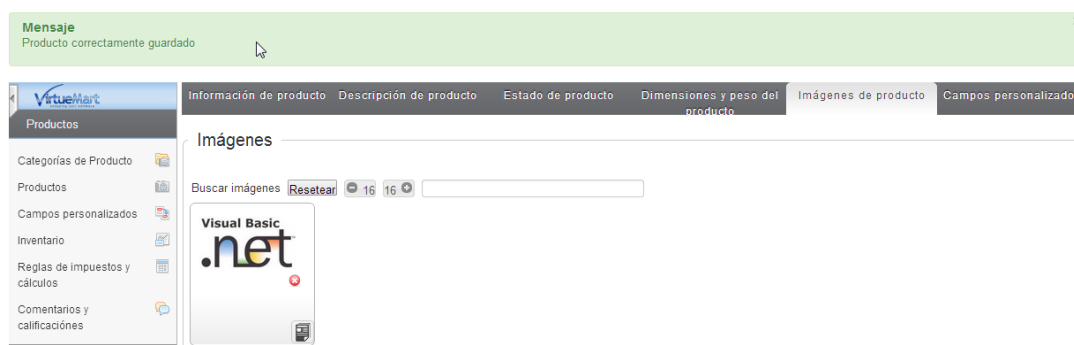 Mensaje
Producto correctamente guardado
VirtueMart
Productos
Categorías de Producto
Productos
Campos personalizados
Inventario
Reglas de impuestos y
cálculos
Comentarios y
calificaciónes
Información de producto Descripción de producto Estado de producto Dimensiones y peso del
producto
Imágenes de producto Campos personalizado
Imágenes
Buscar imágenes Resetear 16 16
Visual Basic
.net